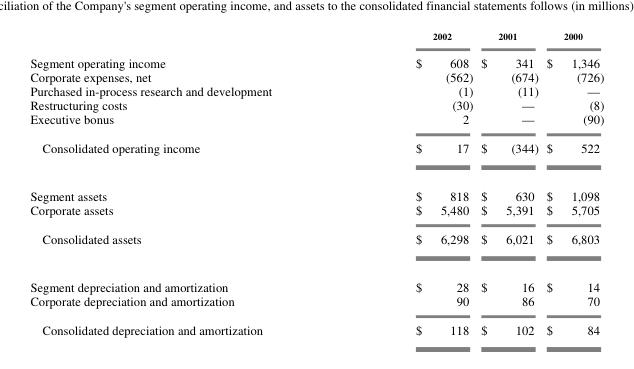 ciliation of the Company's segment operating income, and assets to the consolidated financial statements follows (in millions)
2002 2001 2000
Segment operating income $ 608 $ 341 $ 1,346
Corporate expenses, net (562) (674) (726)
Purchased in-process research and development (1) (11) —
Restructuring costs (30) — (8)
Executive bonus 2 — (90)
Consolidated operating income $ 17 $ (344) $ 522
Segment assets $ 818 $ 630 $ 1,098
Corporate assets $ 5,480 $ 5,391 $ 5,705
Consolidated assets $ 6,298 $ 6,021 $ 6,803
Segment depreciation and amortization $ 28 $ 16 $ 14
Corporate depreciation and amortization 90 86 70
Consolidated depreciation and amortization $ 118 $ 102 $ 84